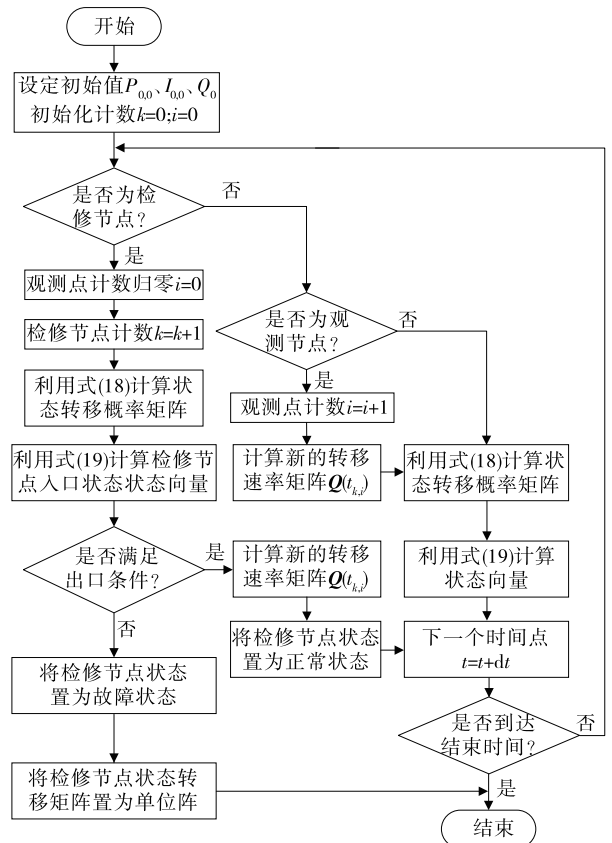 开始
设定初始值P0,0、I0,0、Q0
初始化计数k=0;i=0
是否为检
修节点?
否
是
观测点计数归零i=0
检修节点计数k=k+1
利用式(18)计算状
态转移概率矩阵
利用式(19)计算检修节
点入口状态状态向量
是否满足
出口条件?
是
否
将检修节点状态
置为故障状态
将检修节点状态转
移矩阵置为单位阵
是否为观
测节点?
否
是
观测点计数i=i+1
计算新的转移
速率矩阵Q(tk,i)
利用式(18)计算状
态转移概率矩阵
计算新的转移
速率矩阵Q(tk,i)
将检修节点状态
置为正常状态
利用式(19)计算
状态向量
下一个时间点
t=t+dt
是否到达
结束时间?
否
是
结束